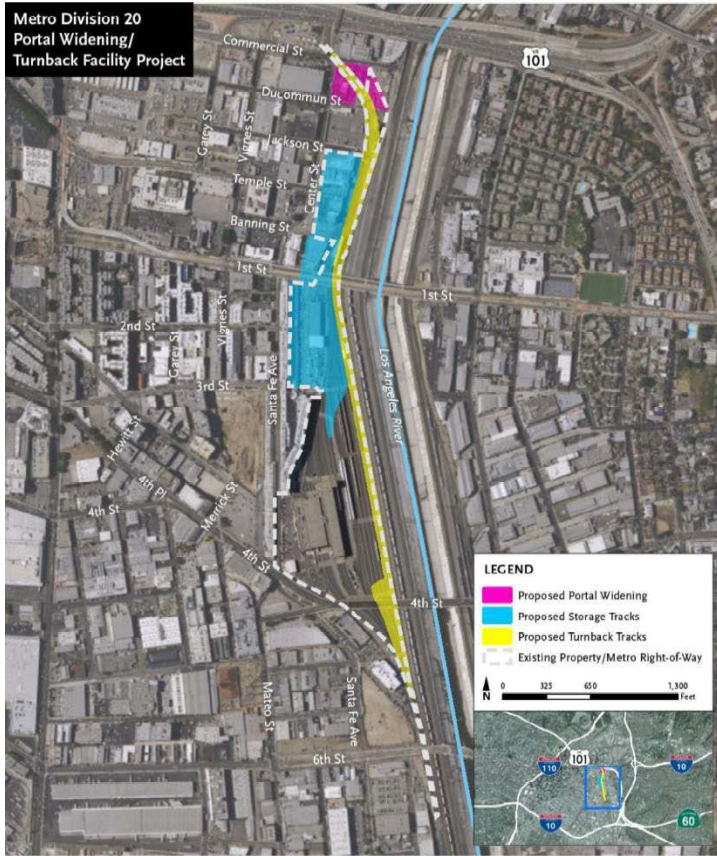 Metro Division 20
Portal Widening/
Turnback Facility Project
Commercial St
US
101
Ducommun St
Garey St
Vignes St
Jackson St
Temple St
Center St
Banning St
1st St
1st St
2nd St
Garey St
Vignes St
3rd St
Santa Fe Ave
Los Angeles River
Hewitt St
4th Pl
Merrick St
4th St
4th St
4th St
Mateo St
Santa Fe Ave
6th St
LEGEND
Proposed Portal Widening
Proposed Storage Tracks
Proposed Turnback Tracks
Existing Property/Metro Right-of-Way
N
0 325 650 1,300
Feet
101
110
10
10
60